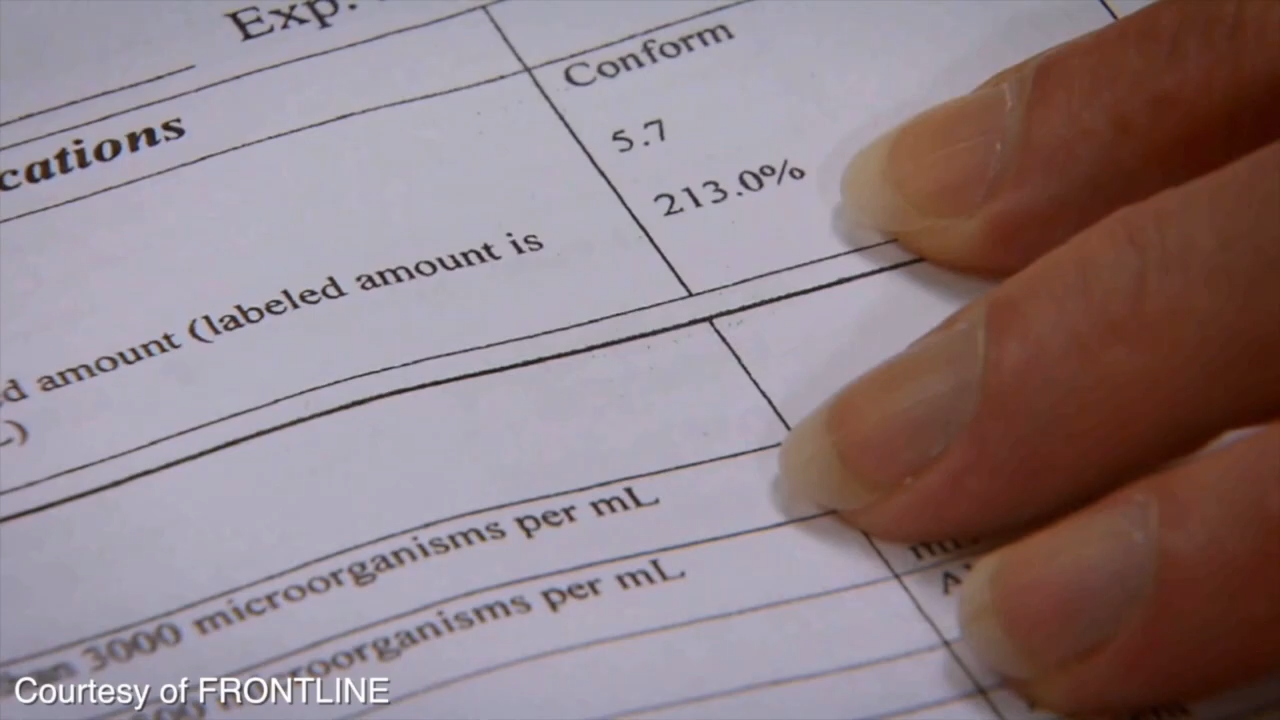 Exp.
Conform
cations
5.7
213.0%
d amount (labeled amount is
L)
3000 microorganisms per mL
microorganisms per mL
Courtesy of FRONTLINE